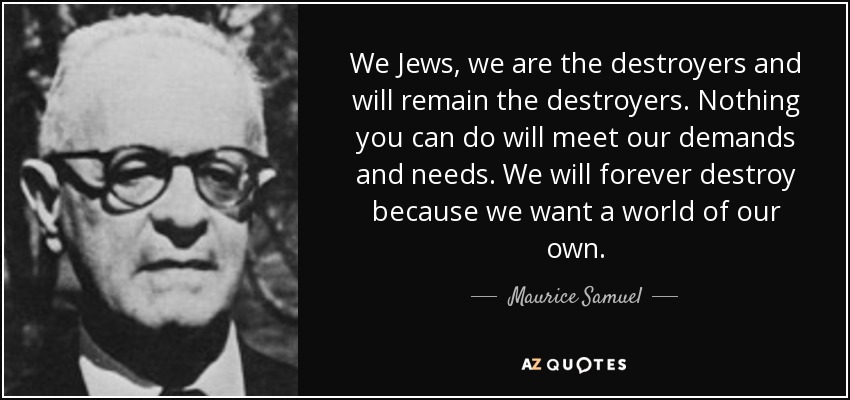 We Jews, we are the destroyers and
will remain the destroyers. Nothing
you can do will meet our demands
and needs. We will forever destroy
because we want a world of our
own.
Maurice Samuel
AZ QUOTES